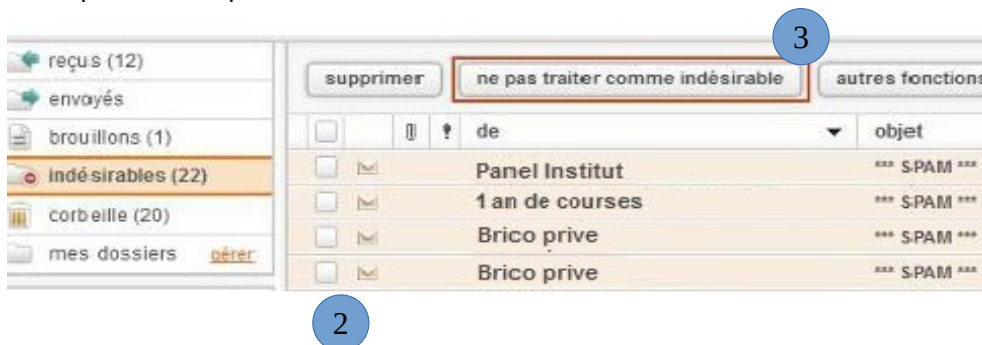 3
reçus (12)
envoyés
brouillons (1)
indésirables (22)
corbeille (20)
mes dossiers gérer
supprimer ne pas traiter comme indésirable autres fonctions
de objet
Panel Institut *** SPAM ***
1 an de courses *** SPAM ***
Brico prive *** SPAM ***
Brico prive *** SPAM ***
2